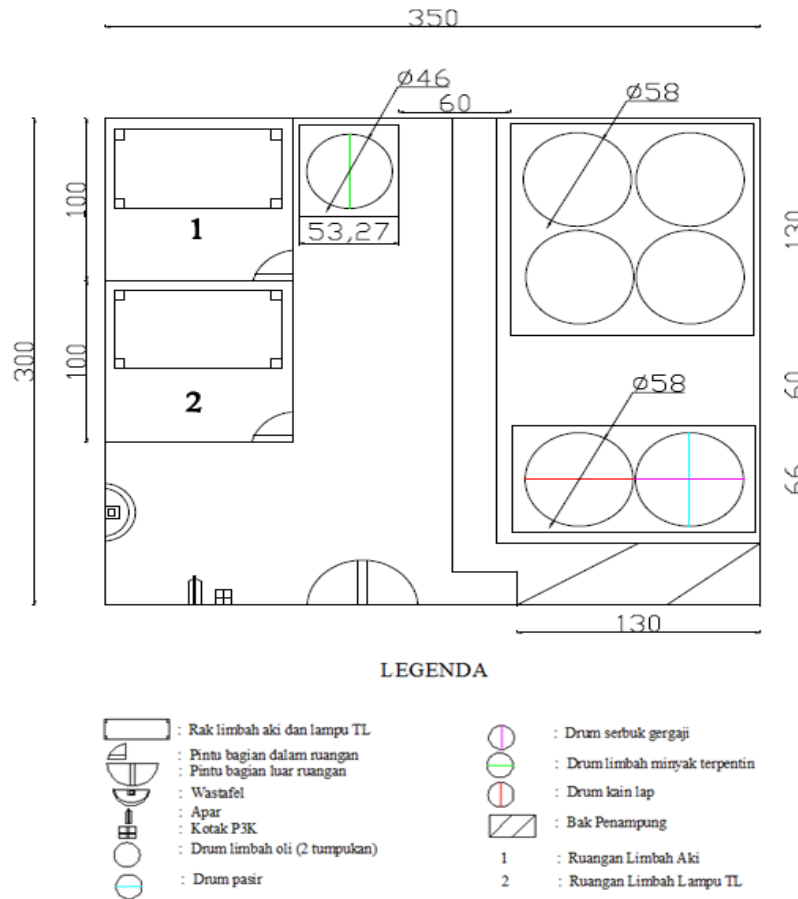 350
ø46
60
ø58
100
1
53,27
130
300
100
2
60
ø58
66
130
LEGENDA
: Rak limbah aki dan lampu TL
: Pintu bagian dalam ruangan
: Pintu bagian luar ruangan
: Wastafel
: Apar
: Kotak P3K
: Drum limbah oli (2 tumpukan)
: Drum pasir
: Drum serbuk gergaji
: Drum limbah minyak terpentin
: Drum kain lap
: Bak Penampung
1 : Ruangan Limbah Aki
2 : Ruangan Limbah Lampu TL